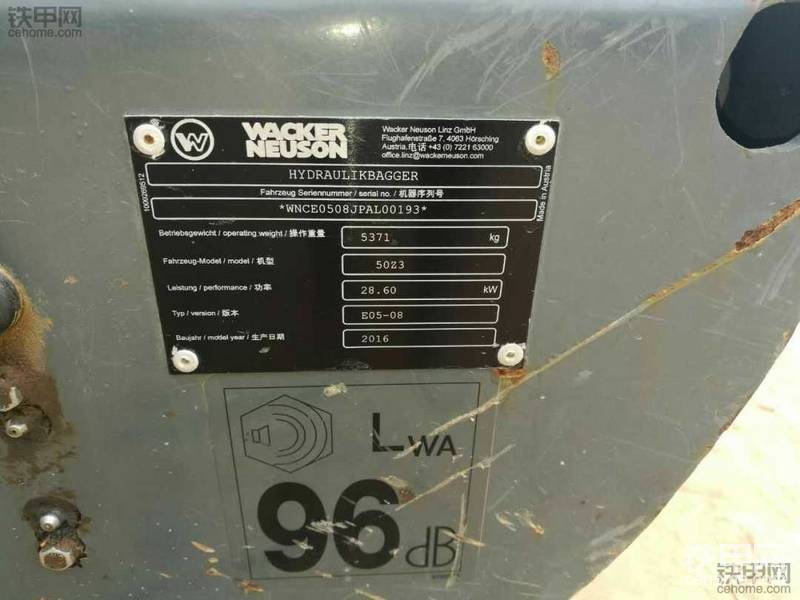 铁甲网
cehome.com
W
WACKER
NEUSON
Wacker Neuson Linz GmbH
Flughafenstraße 7, 4063 Hörsching
Austria, 电话 +43 (0) 7221 63000
office.linz@wackerneuson.com
HYDRAULIKBAGGER
Fahrzeug Seriennummer / serial no. / 机器序列号
*WNCE0508JPAL00193*
Made in Austria
Betriebsgewicht / operating weight / 操作重量 5371 kg
Fahrzeug-Model / model / 机型 50Z3
Leistung / performance / 功率 28.60 kW
Typ / version / 版本 E05-08
Baujahr / model year / 生产日期 2016
LWA
96 dB
铁甲网
cehome.com